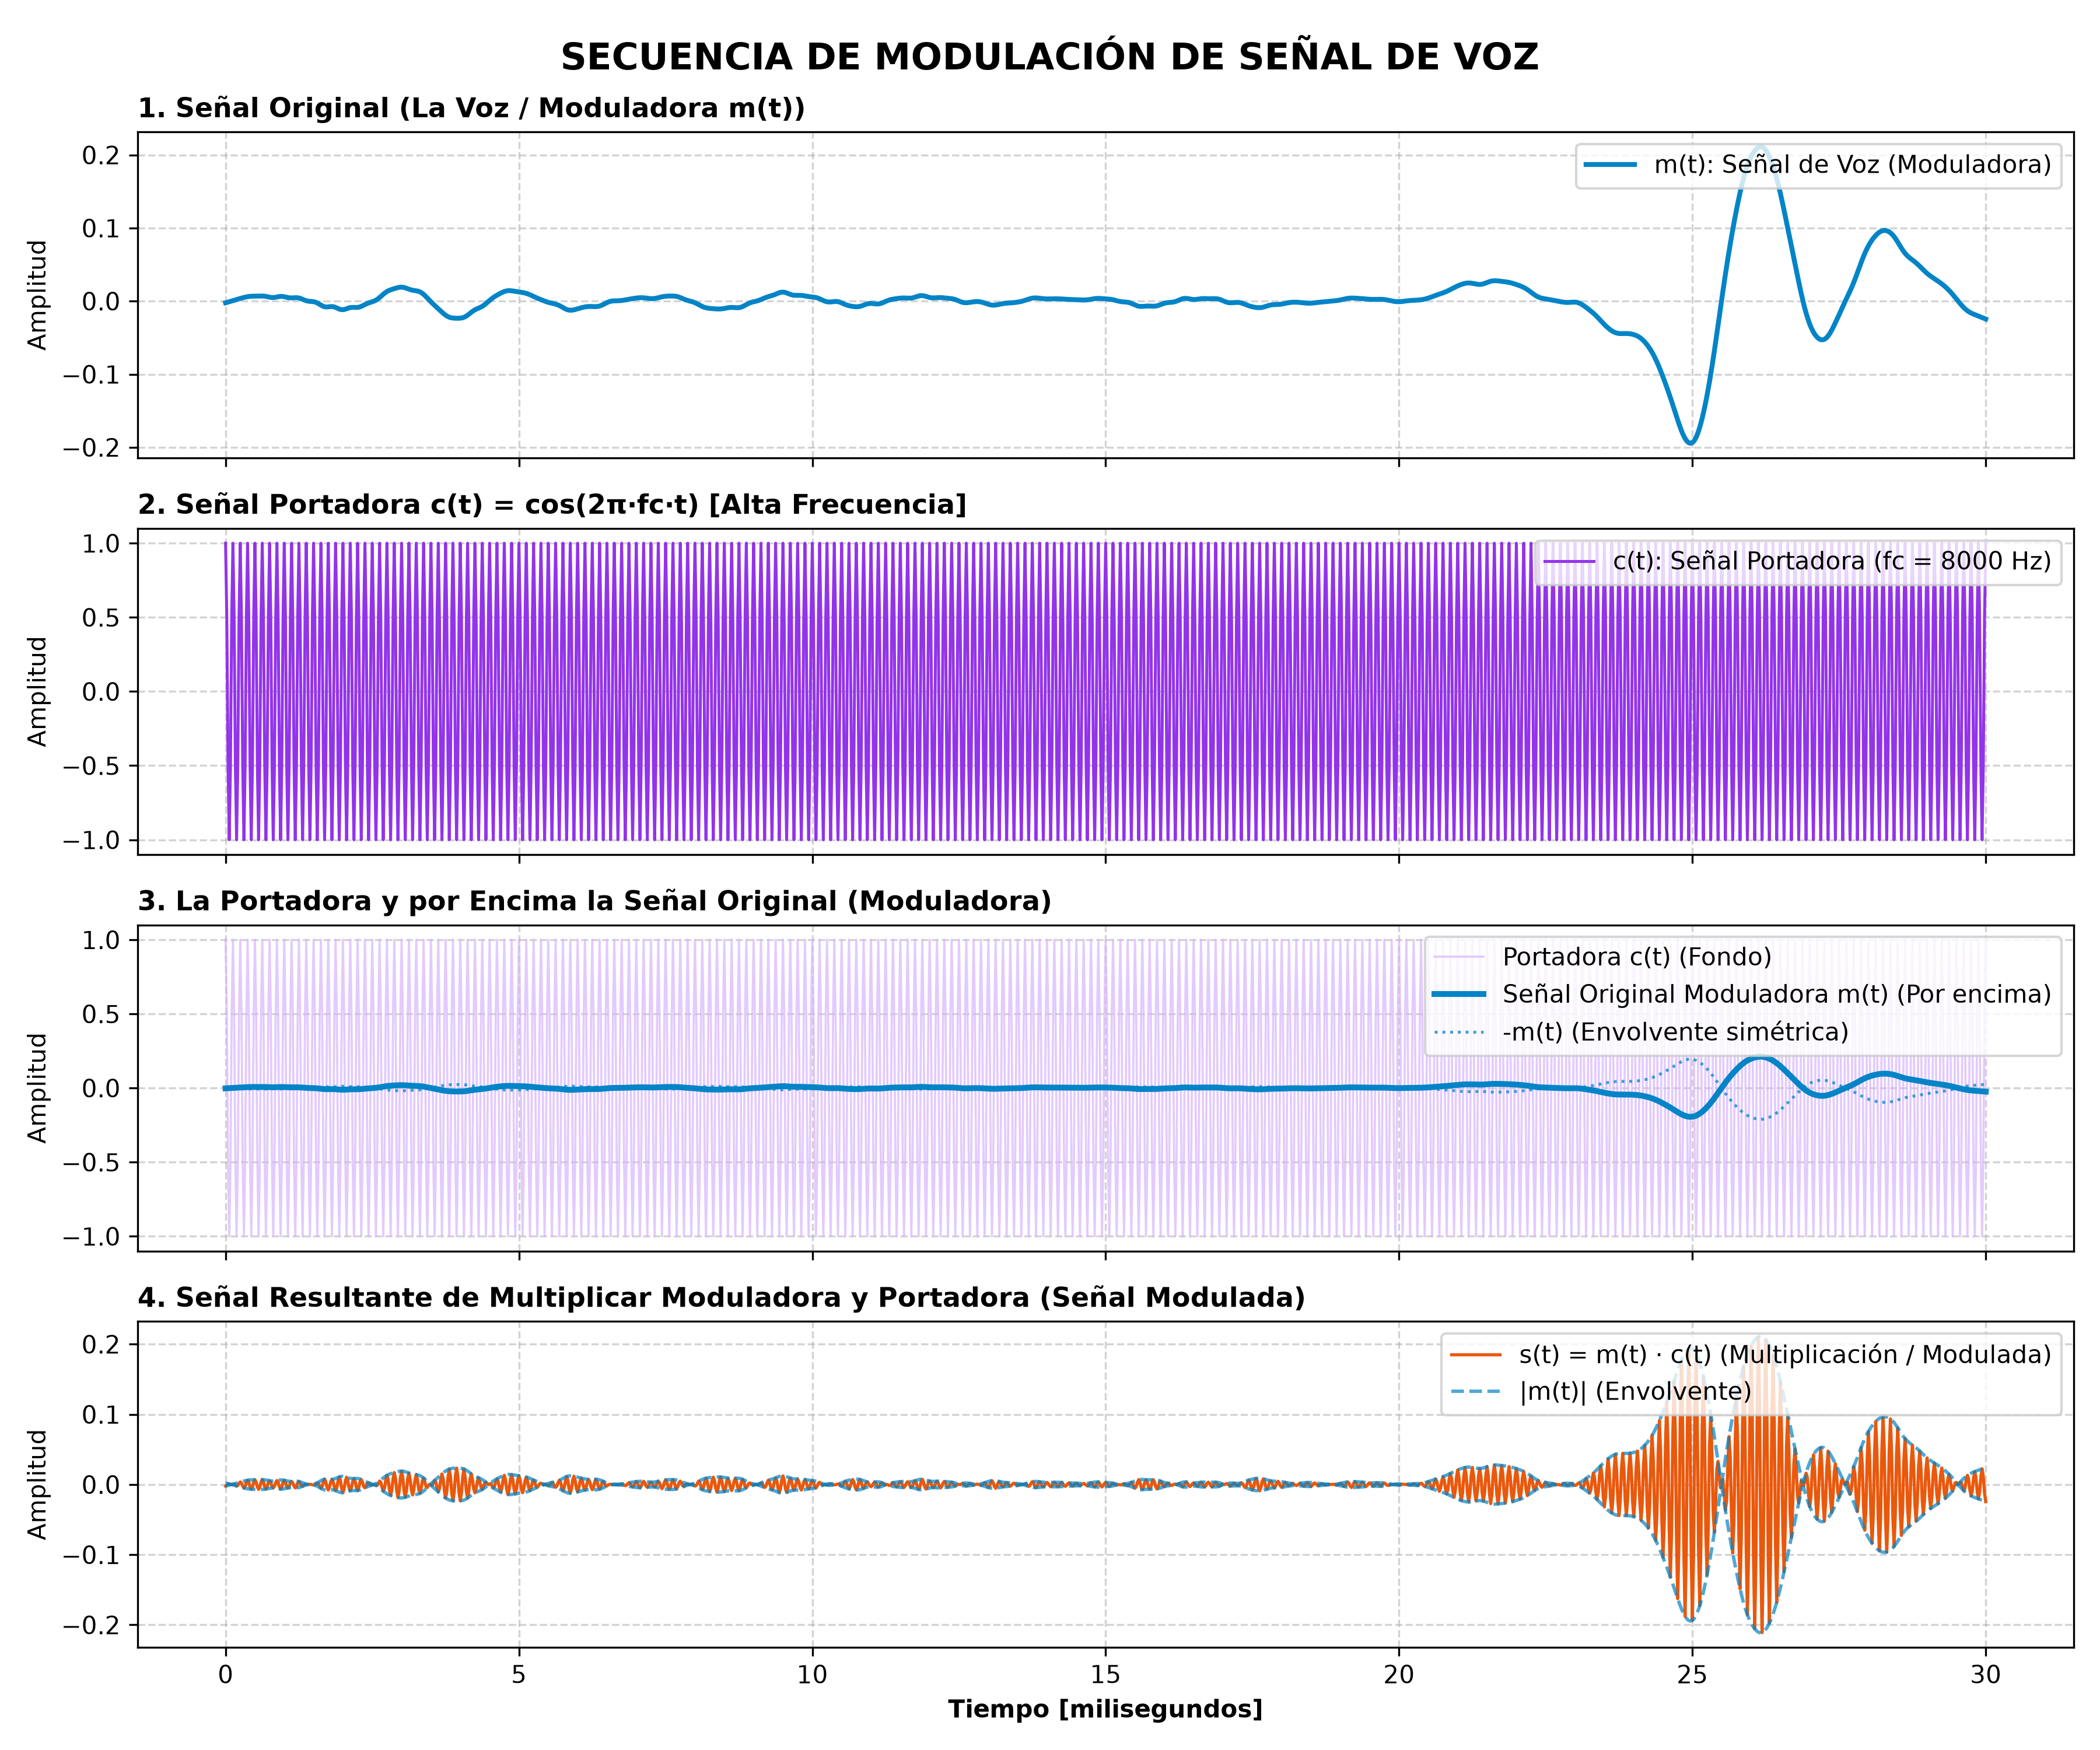 SECUENCIA DE MODULACIÓN DE SEÑAL DE VOZ
1. Señal Original (La Voz / Moduladora m(t))
Amplitud
0.2
0.1
0.0
−0.1
−0.2
m(t): Señal de Voz (Moduladora)
2. Señal Portadora c(t) = cos(2π·fc·t) [Alta Frecuencia]
Amplitud
1.0
0.5
0.0
−0.5
−1.0
c(t): Señal Portadora (fc = 8000 Hz)
3. La Portadora y por Encima la Señal Original (Moduladora)
Amplitud
1.0
0.5
0.0
−0.5
−1.0
Portadora c(t) (Fondo)
Señal Original Moduladora m(t) (Por encima)
-m(t) (Envolvente simétrica)
4. Señal Resultante de Multiplicar Moduladora y Portadora (Señal Modulada)
Amplitud
0.2
0.1
0.0
−0.1
−0.2
s(t) = m(t) · c(t) (Multiplicación / Modulada)
|m(t)| (Envolvente)
0 5 10 15 20 25 30
Tiempo [milisegundos]